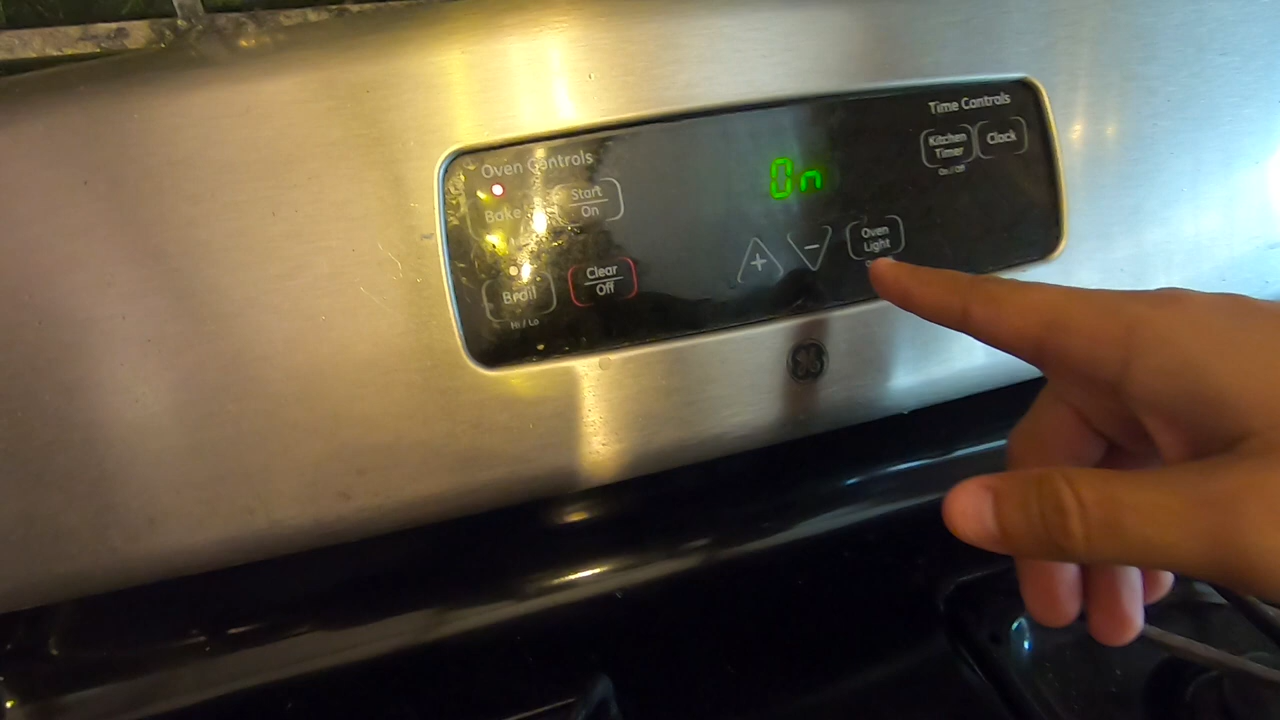 Oven Controls
Bake
Start
On
Broil
Hi / Lo
Clear
Off
On
+
−
Oven
Light
Time Controls
Kitchen
Timer
On / Off
Clock
GE